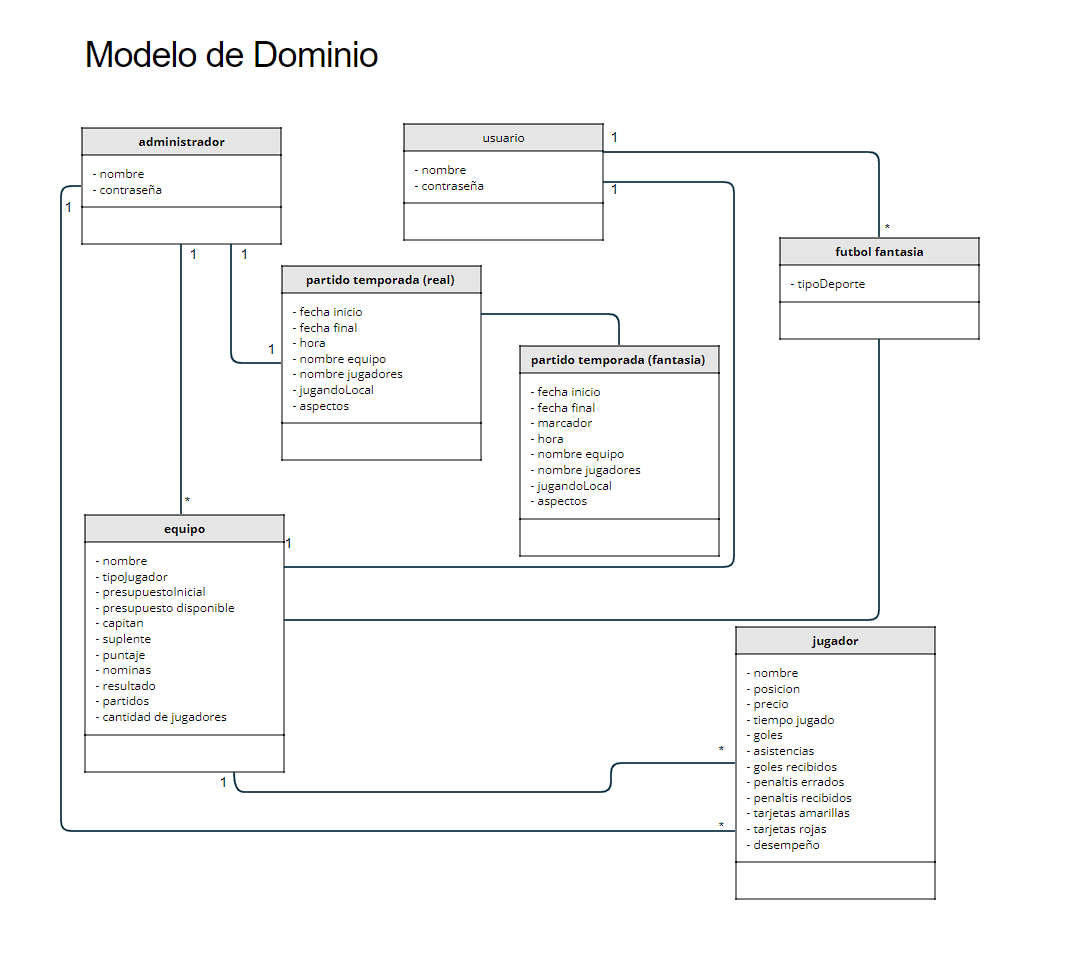 Modelo de Dominio
administrador
- nombre
- contraseña
1
1
1
usuario
- nombre
- contraseña
1
1
*
futbol fantasia
- tipoDeporte
partido temporada (real)
- fecha inicio
- fecha final
- hora
- nombre equipo
- nombre jugadores
- jugandoLocal
- aspectos
1
partido temporada (fantasia)
- fecha inicio
- fecha final
- marcador
- hora
- nombre equipo
- nombre jugadores
- jugandoLocal
- aspectos
*
equipo
1
- nombre
- tipoJugador
- presupuestoInicial
- presupuesto disponible
- capitan
- suplente
- puntaje
- nominas
- resultado
- partidos
- cantidad de jugadores
1
jugador
- nombre
- posicion
- precio
- tiempo jugado
- goles
- asistencias
- goles recibidos
- penaltis errados
- penaltis recibidos
- tarjetas amarillas
- tarjetas rojas
- desempeño
*
*